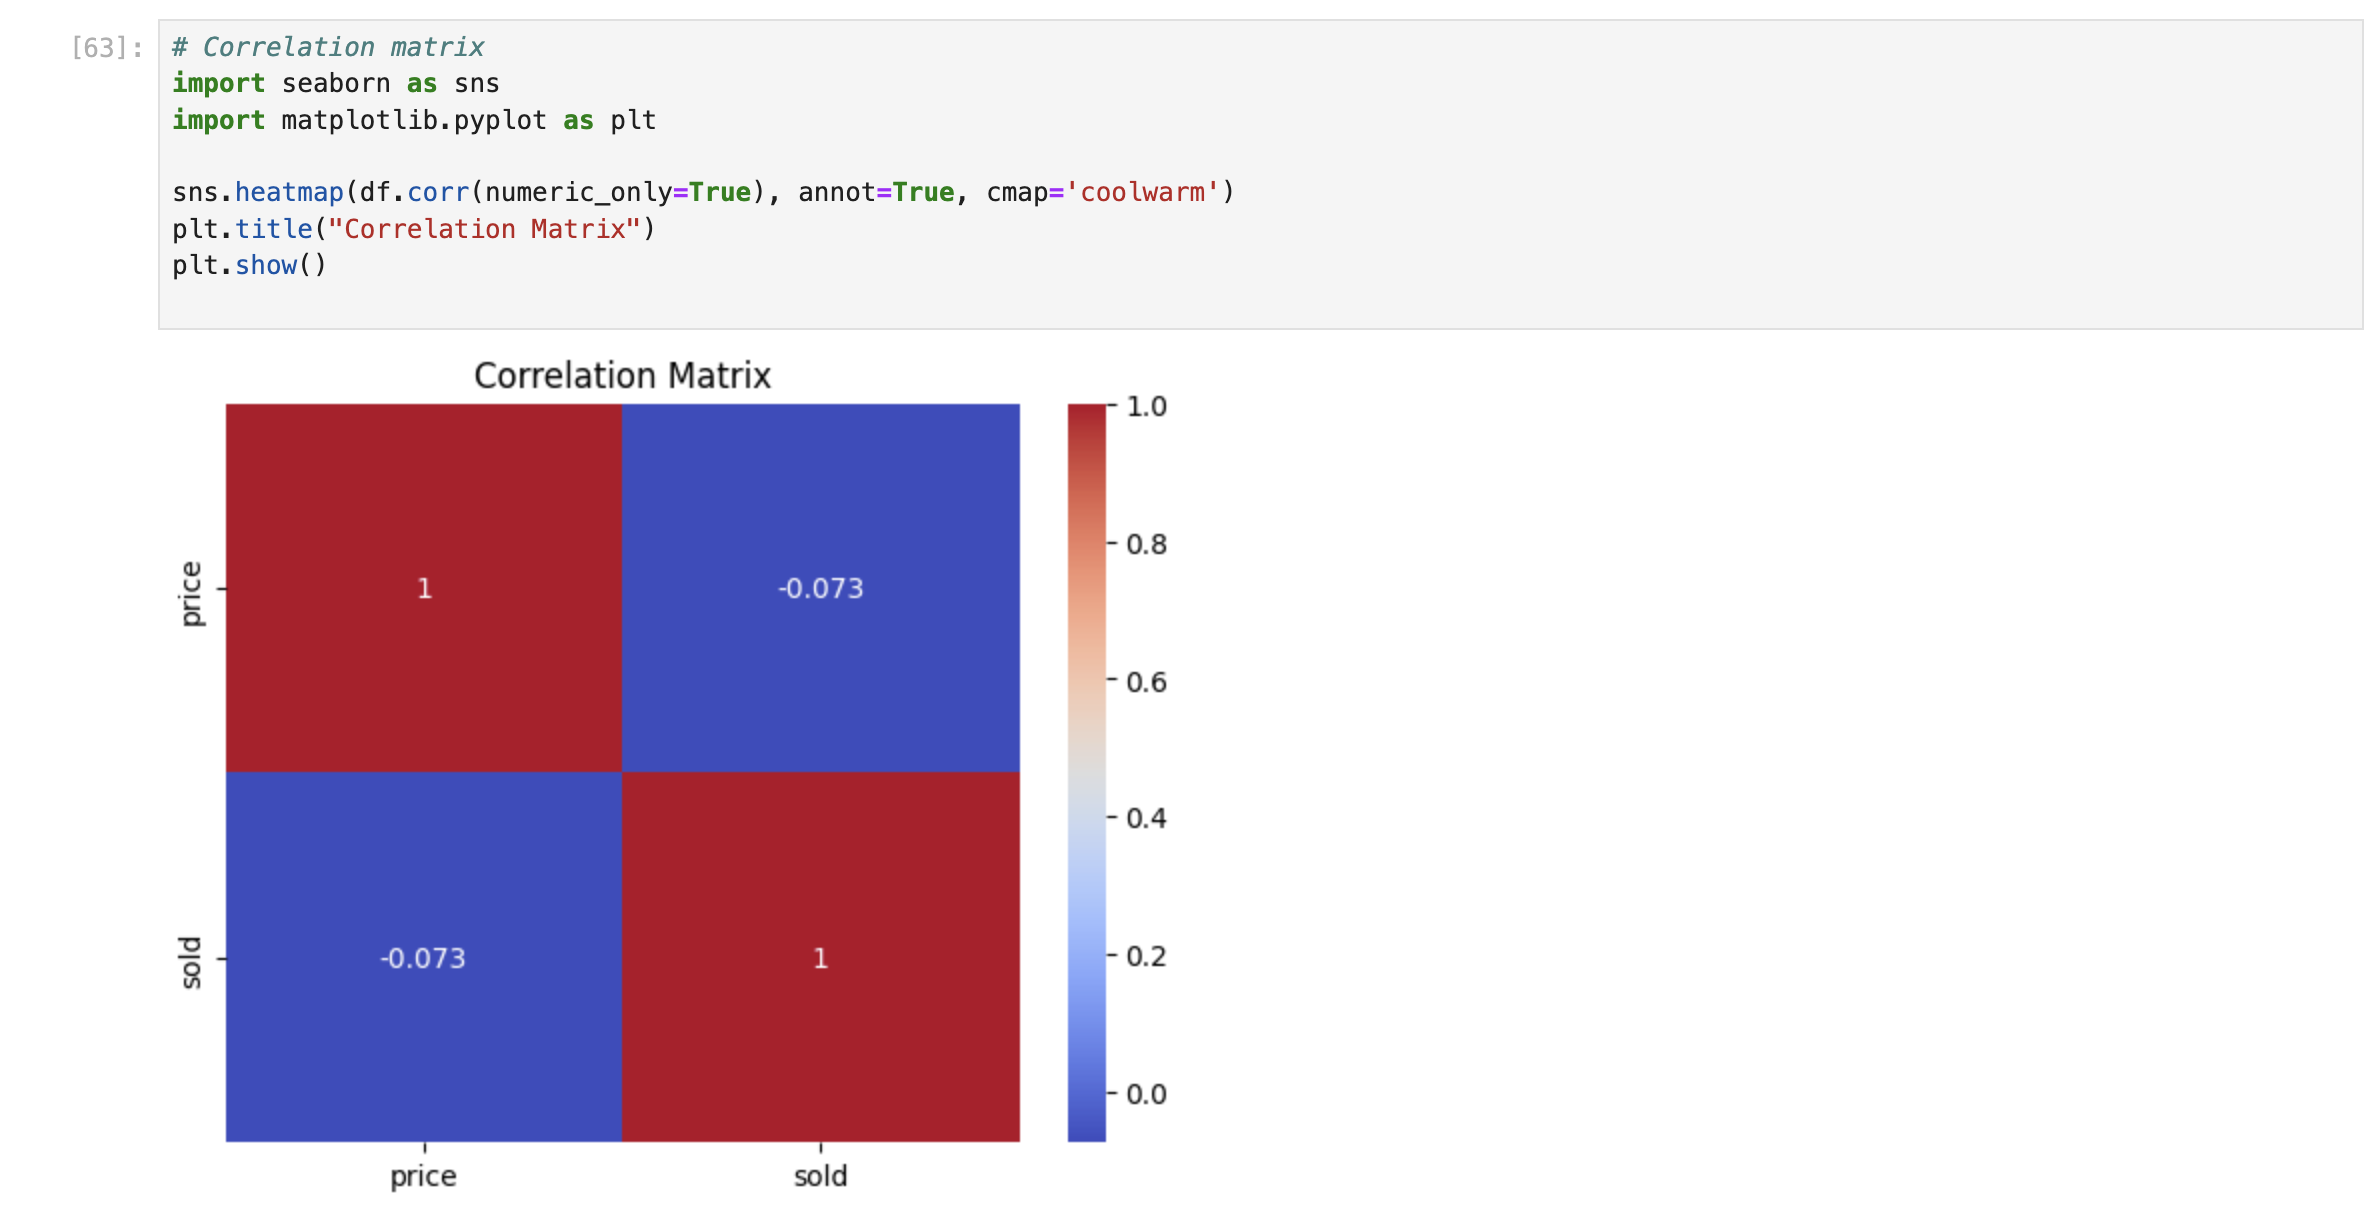 [63]:
# Correlation matrix
import seaborn as sns
import matplotlib.pyplot as plt
sns.heatmap(df.corr(numeric_only=True), annot=True, cmap='coolwarm')
plt.title("Correlation Matrix")
plt.show()
Correlation Matrix
price
1
-0.073
sold
-0.073
1
price
sold
1.0
0.8
0.6
0.4
0.2
0.0